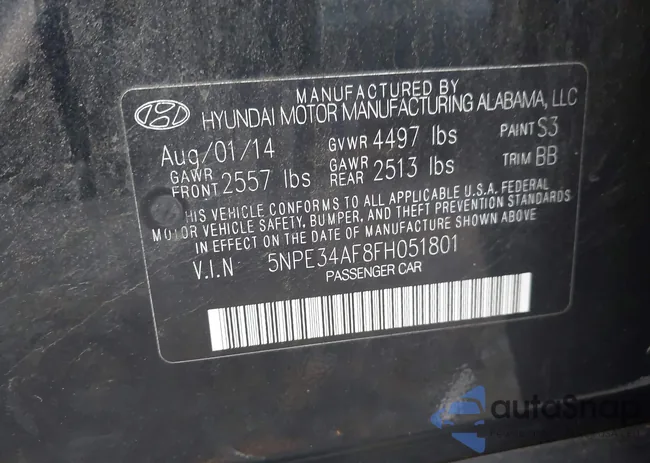 MANUFACTURED BY
HYUNDAI MOTOR MANUFACTURING ALABAMA, LLC
Aug/01/14 GVWR 4497 lbs PAINT S3
GAWR FRONT 2557 lbs GAWR REAR 2513 lbs TRIM BB
THIS VEHICLE CONFORMS TO ALL APPLICABLE U.S.A. FEDERAL
MOTOR VEHICLE SAFETY, BUMPER, AND THEFT PREVENTION STANDARDS
IN EFFECT ON THE DATE OF MANUFACTURE SHOWN ABOVE
V.I.N 5NPE34AF8FH051801
PASSENGER CAR
autoSnap